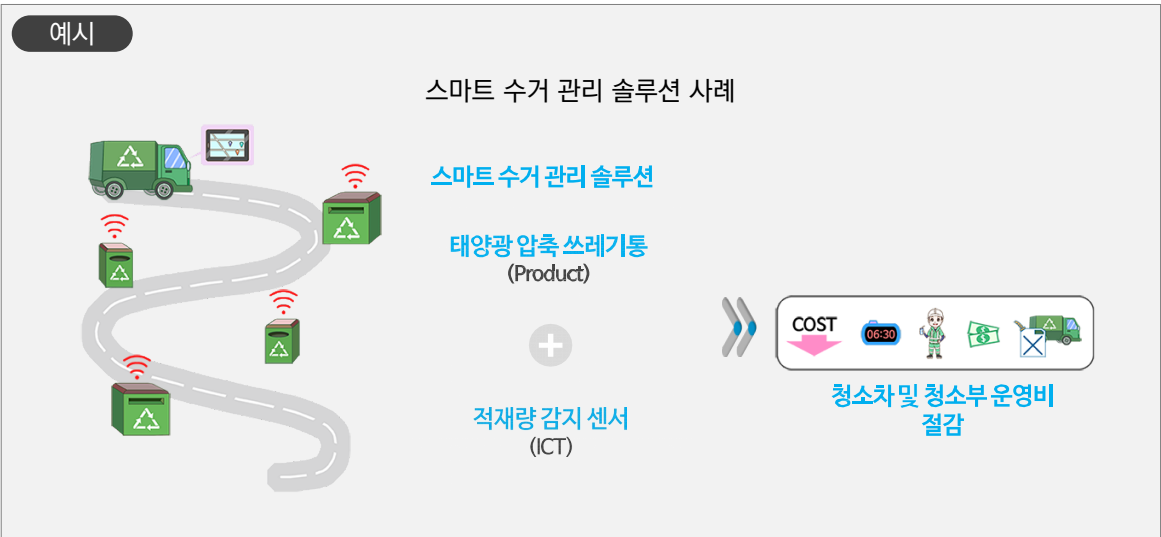 예시
스마트 수거 관리 솔루션 사례
스마트 수거 관리 솔루션
태양광 압축 쓰레기통
(Product)
적재량 감지 센서
(ICT)
COST
06:30
청소차 및 청소부 운영비
절감